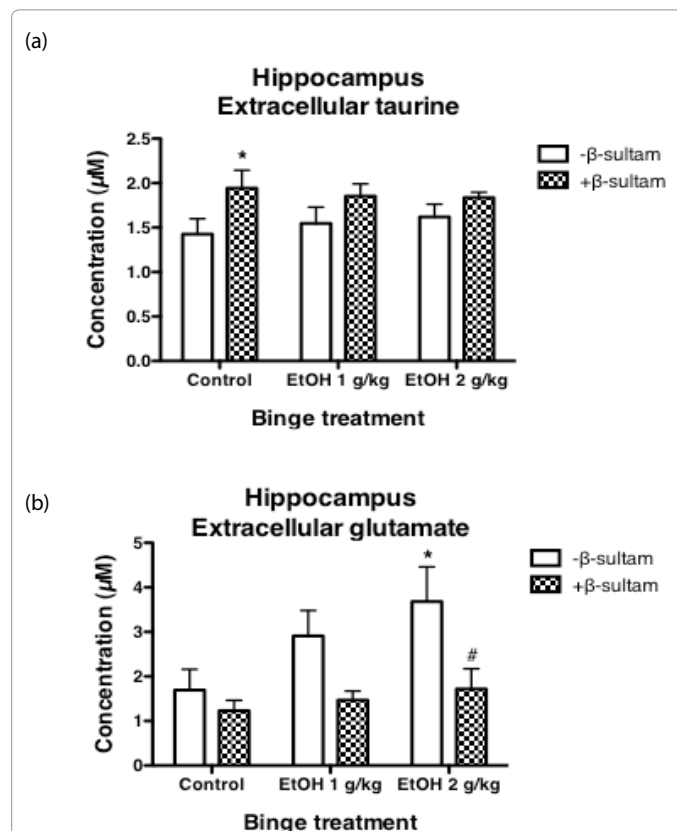 (a)
Hippocampus
Extracellular taurine
Concentration (µM)
2.5
2.0
1.5
1.0
0.5
0.0
*
-β-sultam
+β-sultam
Control
EtOH 1 g/kg
EtOH 2 g/kg
Binge treatment
(b)
Hippocampus
Extracellular glutamate
Concentration (µM)
5
4
3
2
1
0
*
#
-β-sultam
+β-sultam
Control
EtOH 1 g/kg
EtOH 2 g/kg
Binge treatment